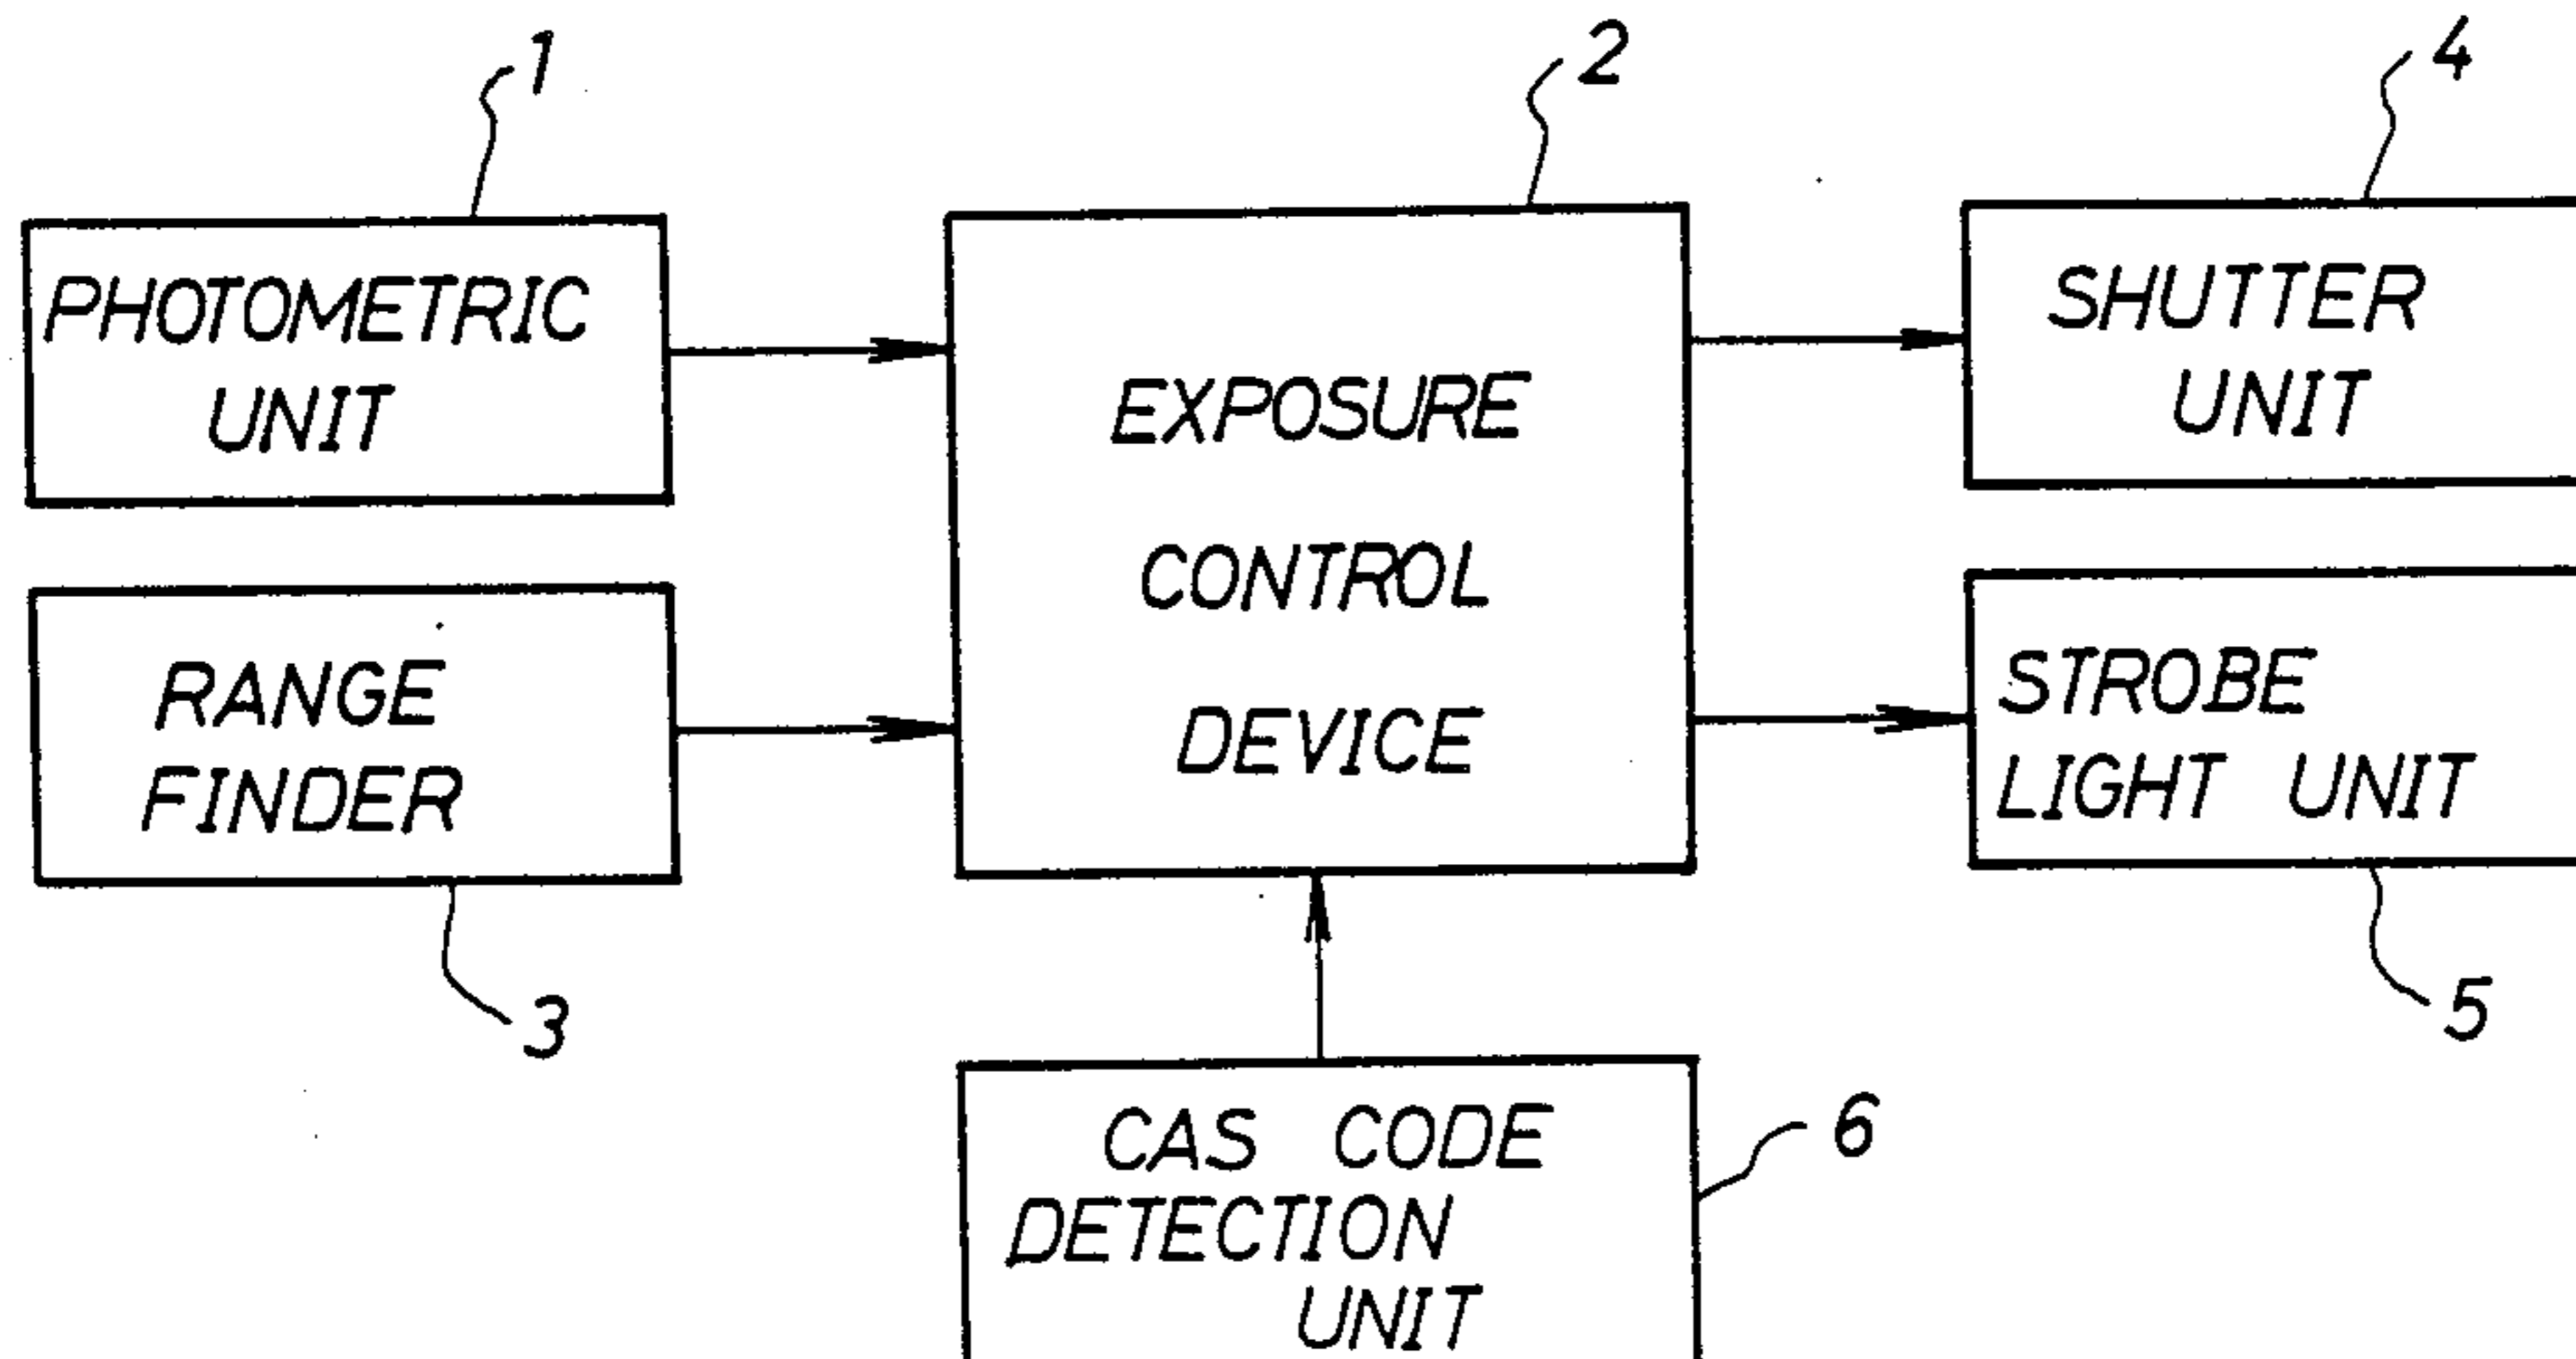 1
2
4
PHOTOMETRIC
UNIT
EXPOSURE
CONTROL
DEVICE
SHUTTER
UNIT
RANGE
FINDER
STROBE
LIGHT UNIT
3
5
CAS CODE
DETECTION
UNIT
6